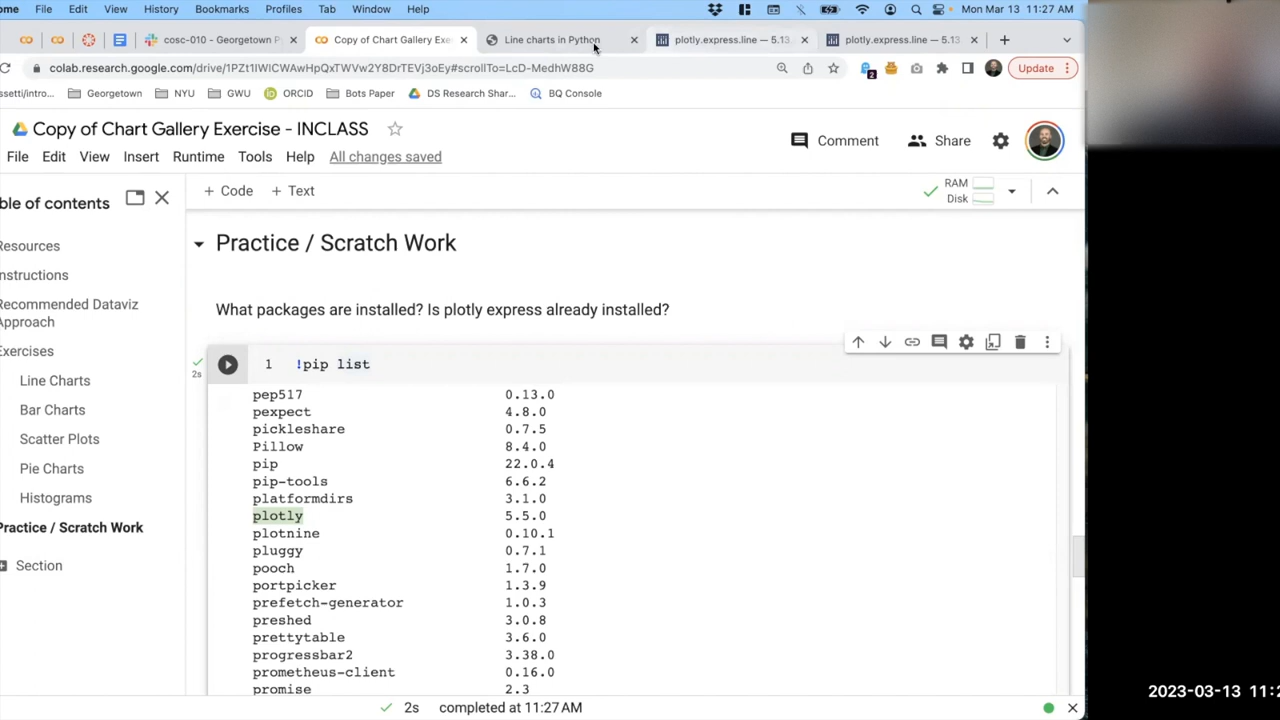 ome File Edit View History Bookmarks Profiles Tab Window Help Mon Mar 13 11:27 AM
cosc-010 - Georgetown P Copy of Chart Gallery Exe Line charts in Python plotly.express.line — 5.13. plotly.express.line — 5.13
colab.research.google.com/drive/ Update
ssetti/intro... Georgetown NYU GWU ORCID Bots Paper DS Research Shar... BQ Console
Copy of Chart Gallery Exercise - INCLASS
Comment Share
File Edit View Insert Runtime Tools Help All changes saved
ble of contents
+ Code + Text
RAM
Disk
Resources
nstructions
Recommended Dataviz
Approach
Exercises
Line Charts
Bar Charts
Scatter Plots
Pie Charts
Histograms
Practice / Scratch Work
Section
Practice / Scratch Work
What packages are installed? Is plotly express already installed?
2s
1 !pip list
pep517 0.13.0
pexpect 4.8.0
pickleshare 0.7.5
Pillow 8.4.0
pip 22.0.4
pip-tools 6.6.2
platformdirs 3.1.0
plotly 5.5.0
plotnine 0.10.1
pluggy 0.7.1
pooch 1.7.0
portpicker 1.3.9
prefetch-generator 1.0.3
preshed 3.0.8
prettytable 3.6.0
progressbar2 3.38.0
prometheus-client 0.16.0
promise 2.3
2s completed at 11:27 AM
2023-03-13 11:2